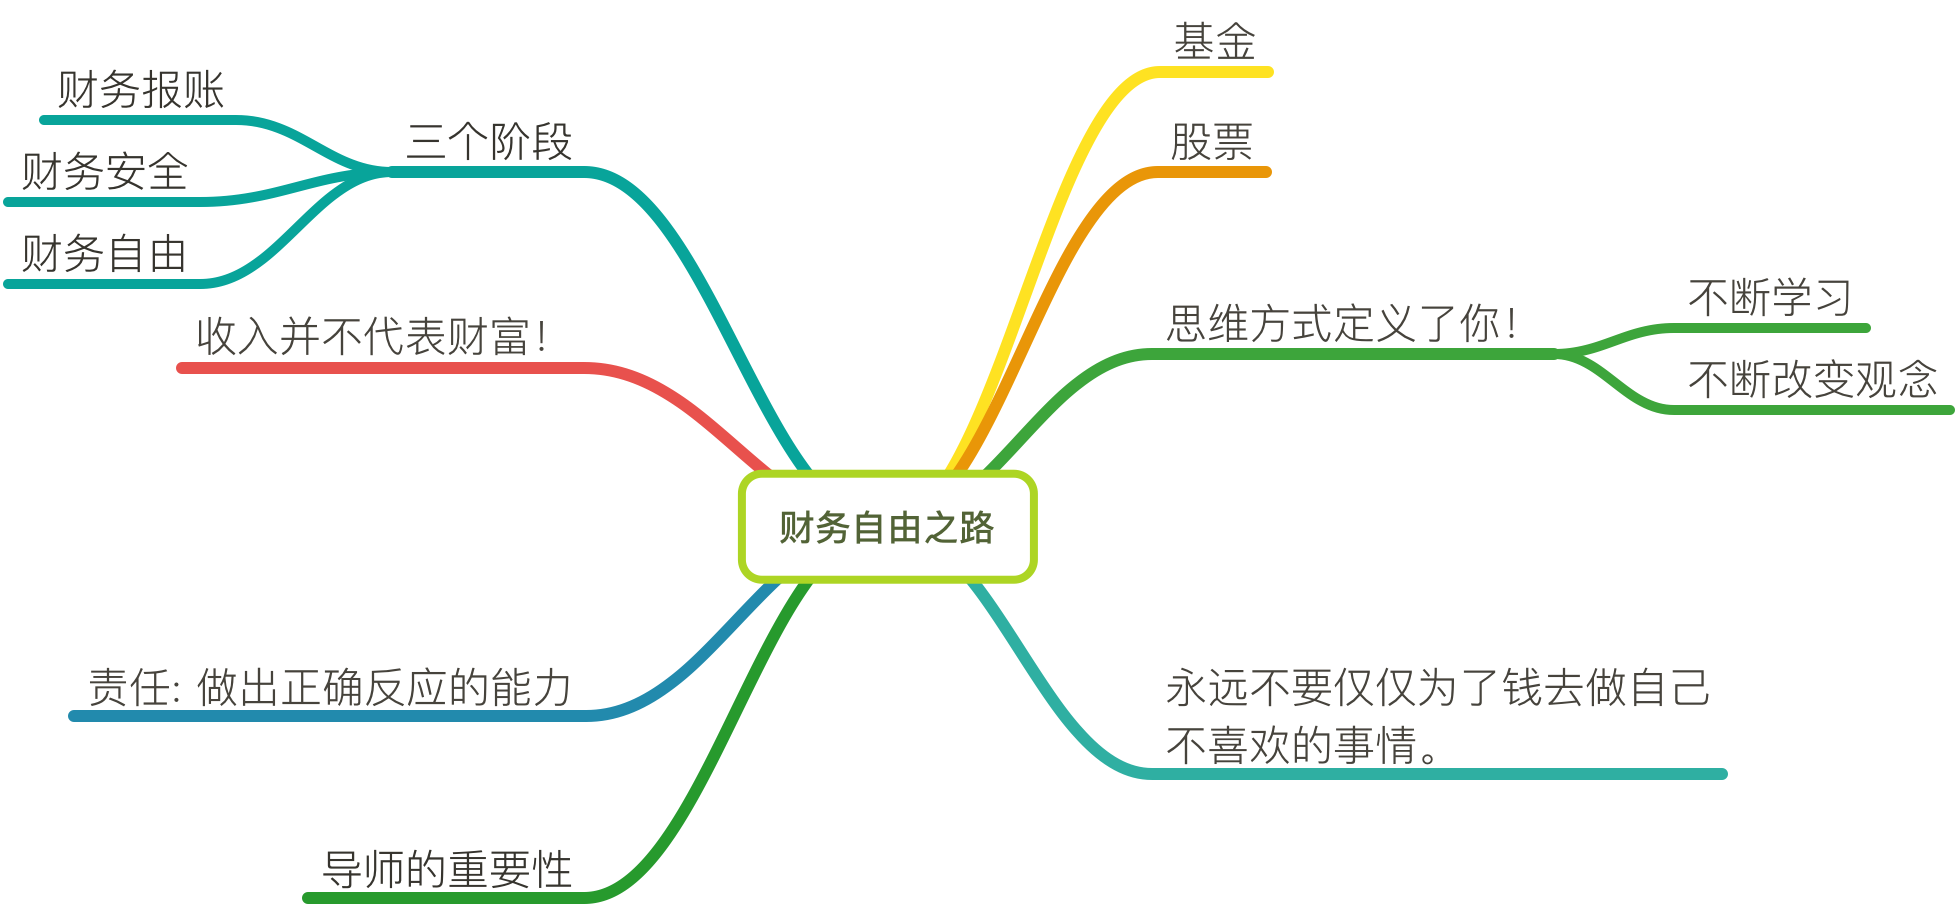 财务自由之路
基金
股票
思维方式定义了你！
不断学习
不断改变观念
永远不要仅仅为了钱去做自己
不喜欢的事情。
三个阶段
财务报账
财务安全
财务自由
收入并不代表财富！
责任: 做出正确反应的能力
导师的重要性